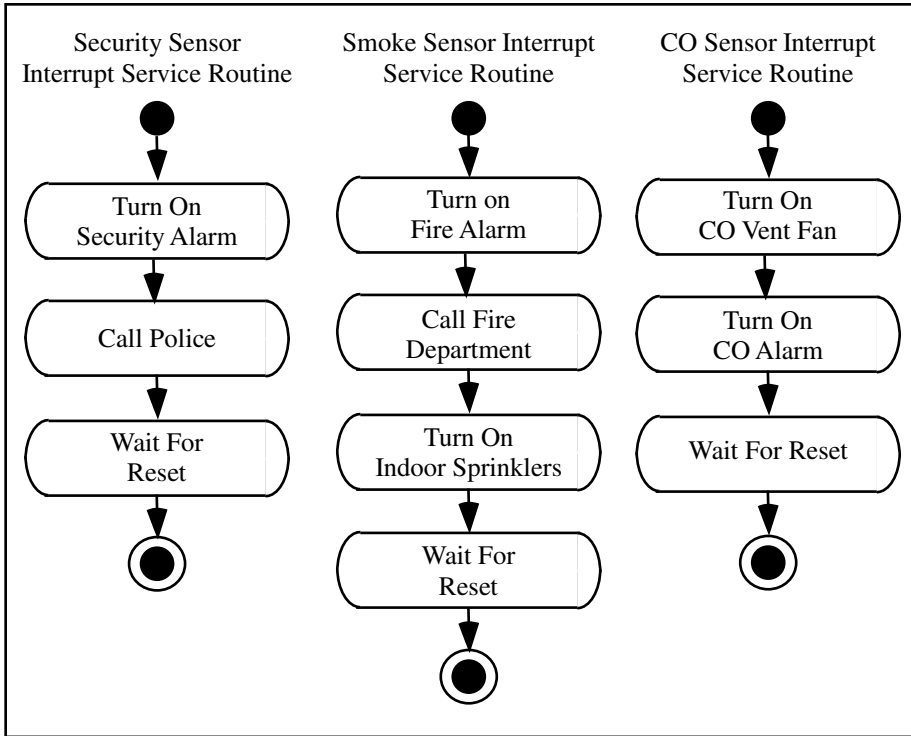 Security Sensor
Interrupt Service Routine
Turn On
Security Alarm
Call Police
Wait For
Reset
Smoke Sensor Interrupt
Service Routine
Turn on
Fire Alarm
Call Fire
Department
Turn On
Indoor Sprinklers
Wait For
Reset
CO Sensor Interrupt
Service Routine
Turn On
CO Vent Fan
Turn On
CO Alarm
Wait For Reset